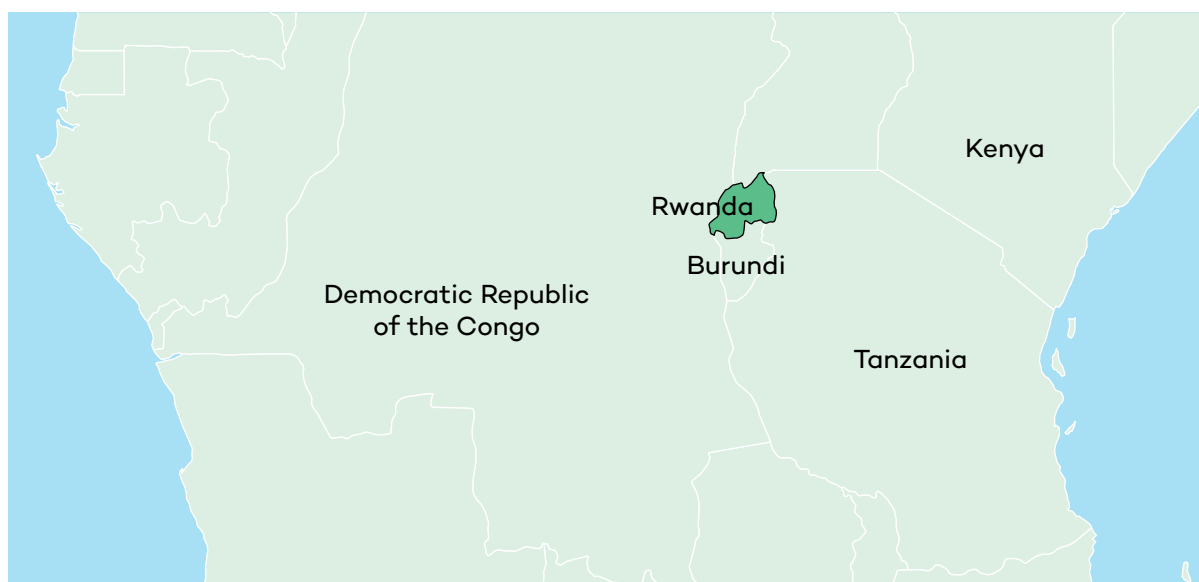 Kenya
Rwanda
Burundi
Democratic Republic
of the Congo
Tanzania